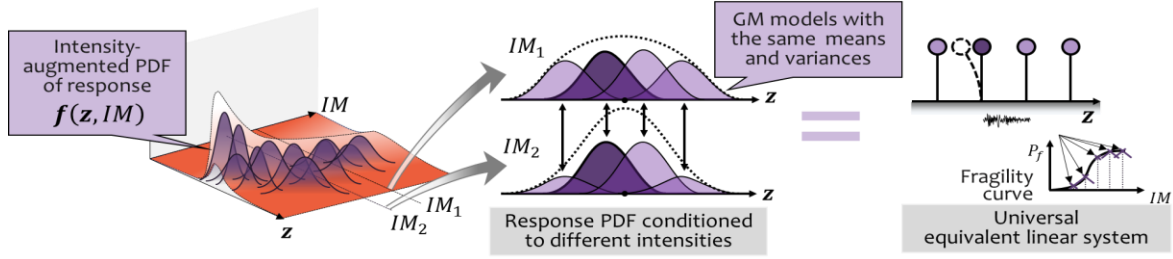 Intensity-
augmented PDF
of response
f(z, IM)
IM
z
IM₁
IM₂
IM₁
z
IM₂
z
GM models with
the same means
and variances
Response PDF conditioned
to different intensities
z
P_f
Fragility
curve
IM
Universal
equivalent linear system